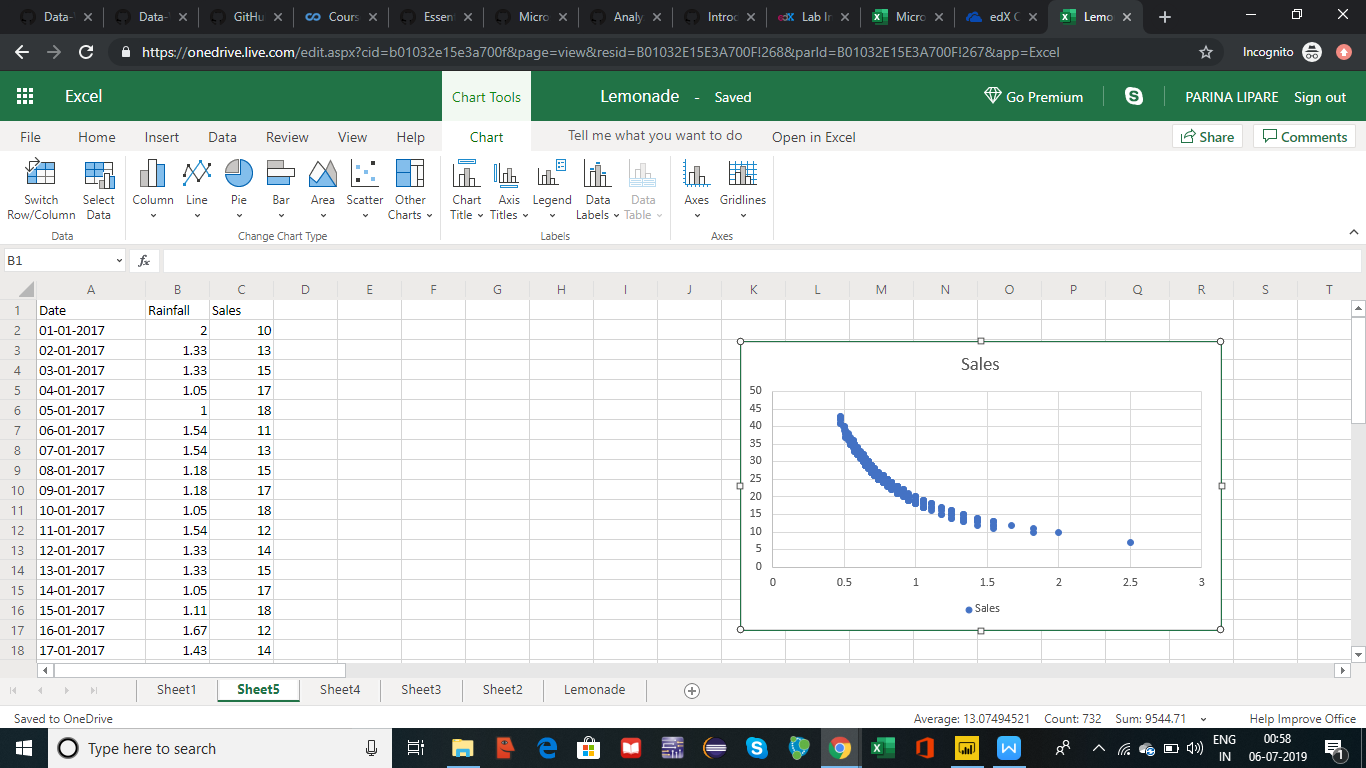 Data- Data- GitHu Cours Essen Micro Analy Introd edX Lab In Micro edX C Lemo
https://onedrive.live.com/edit.aspx?cid=b01032e15e3a700f&page=view&resid=B01032E15E3A700F!268&parId=B01032E15E3A700F!267&app=Excel Incognito
Excel Chart Tools Lemonade - Saved Go Premium PARINA LIPARE Sign out
File Home Insert Data Review View Help Chart Tell me what you want to do Open in Excel Share Comments
Switch Select Column Line Pie Bar Area Scatter Other Chart Axis Legend Data Data Axes Gridlines
Row/Column Data Charts Title Titles Labels Table
Data Change Chart Type Labels Axes
B1 fx
A B C D E F G H I J K L M N O P Q R S T
1 Date Rainfall Sales
2 01-01-2017 2 10
3 02-01-2017 1.33 13
4 03-01-2017 1.33 15
5 04-01-2017 1.05 17
6 05-01-2017 1 18
7 06-01-2017 1.54 11
8 07-01-2017 1.54 13
9 08-01-2017 1.18 15
10 09-01-2017 1.18 17
11 10-01-2017 1.05 18
12 11-01-2017 1.54 12
13 12-01-2017 1.33 14
14 13-01-2017 1.33 15
15 14-01-2017 1.05 17
16 15-01-2017 1.11 18
17 16-01-2017 1.67 12
18 17-01-2017 1.43 14
Sales
50
45
40
35
30
25
20
15
10
5
0
0 0.5 1 1.5 2 2.5 3
Sales
Sheet1 Sheet5 Sheet4 Sheet3 Sheet2 Lemonade
Saved to OneDrive Average: 13.07494521 Count: 732 Sum: 9544.71 Help Improve Office
Type here to search ENG 00:58
IN 06-07-2019 1